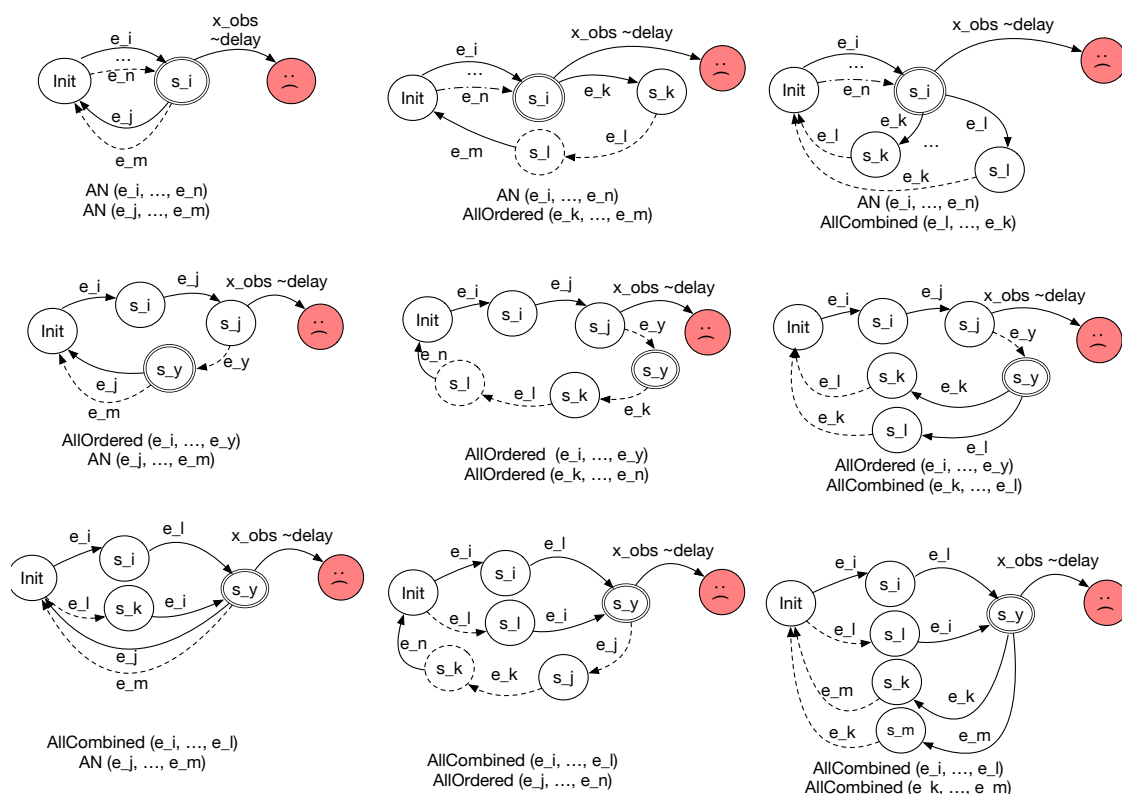 x_obs
~delay
e_i
...
e_n
Init
s_i
e_j
e_m
AN (e_i, …, e_n)
AN (e_j, …, e_m)
x_obs ~delay
e_i
...
e_n
Init
s_i
e_k
s_k
e_l
s_l
e_m
AN (e_i, …, e_n)
AllOrdered (e_k, …, e_m)
x_obs ~delay
e_i
...
e_n
Init
s_i
e_k
e_l
e_l
...
s_k
e_k
s_l
AN (e_i, …, e_n)
AllCombined (e_l, …, e_k)
e_i
e_j
x_obs ~delay
Init
s_i
s_j
e_y
s_y
e_j
e_m
AllOrdered (e_i, …, e_y)
AN (e_j, …, e_m)
e_i
e_j
x_obs ~delay
Init
s_i
s_j
e_y
e_n
s_l
e_l
s_k
s_y
e_k
AllOrdered  (e_i, …, e_y)
AllOrdered (e_k, …, e_n)
e_i
e_j
x_obs ~delay
Init
s_i
s_j
e_y
e_l
s_k
e_k
s_y
e_k
s_l
e_l
AllOrdered (e_i, …, e_y)
AllCombined (e_k, …, e_l)
e_i
e_l
x_obs ~delay
Init
s_i
s_y
e_l
s_k
e_i
e_j
e_m
AllCombined (e_i, …, e_l)
AN (e_j, …, e_m)
e_i
e_l
x_obs ~delay
Init
s_i
s_y
e_l
s_l
e_i
e_j
e_n
s_k
e_k
s_j
AllCombined (e_i, …, e_l)
AllOrdered (e_j, …, e_n)
e_i
e_l
x_obs ~delay
Init
s_i
s_y
e_l
s_l
e_i
e_m
s_k
e_k
e_k
s_m
e_m
AllCombined (e_i, …, e_l)
AllCombined (e_k, …, e_m)